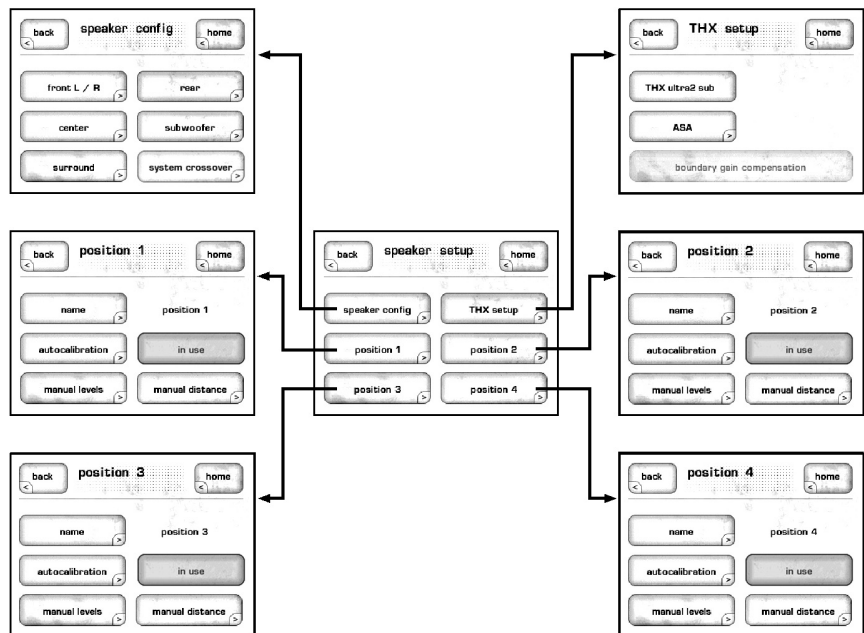 back speaker config home
<
<
front L / R rear
>
>
center subwoofer
>
>
surround system crossover
>
>
back THX setup home
<
<
THX ultra2 sub
ASA
>
boundary gain compensation
back position 1 home
<
<
name position 1
>
autocalibration in use
>
manual levels manual distance
>
>
back speaker setup home
<
<
speaker config THX setup
>
>
position 1 position 2
>
>
position 3 position 4
>
>
back position 2 home
<
<
name position 2
>
autocalibration in use
>
manual levels manual distance
>
>
back position 3 home
<
<
name position 3
>
autocalibration in use
>
manual levels manual distance
>
>
back position 4 home
<
<
name position 4
>
autocalibration in use
>
manual levels manual distance
>
>